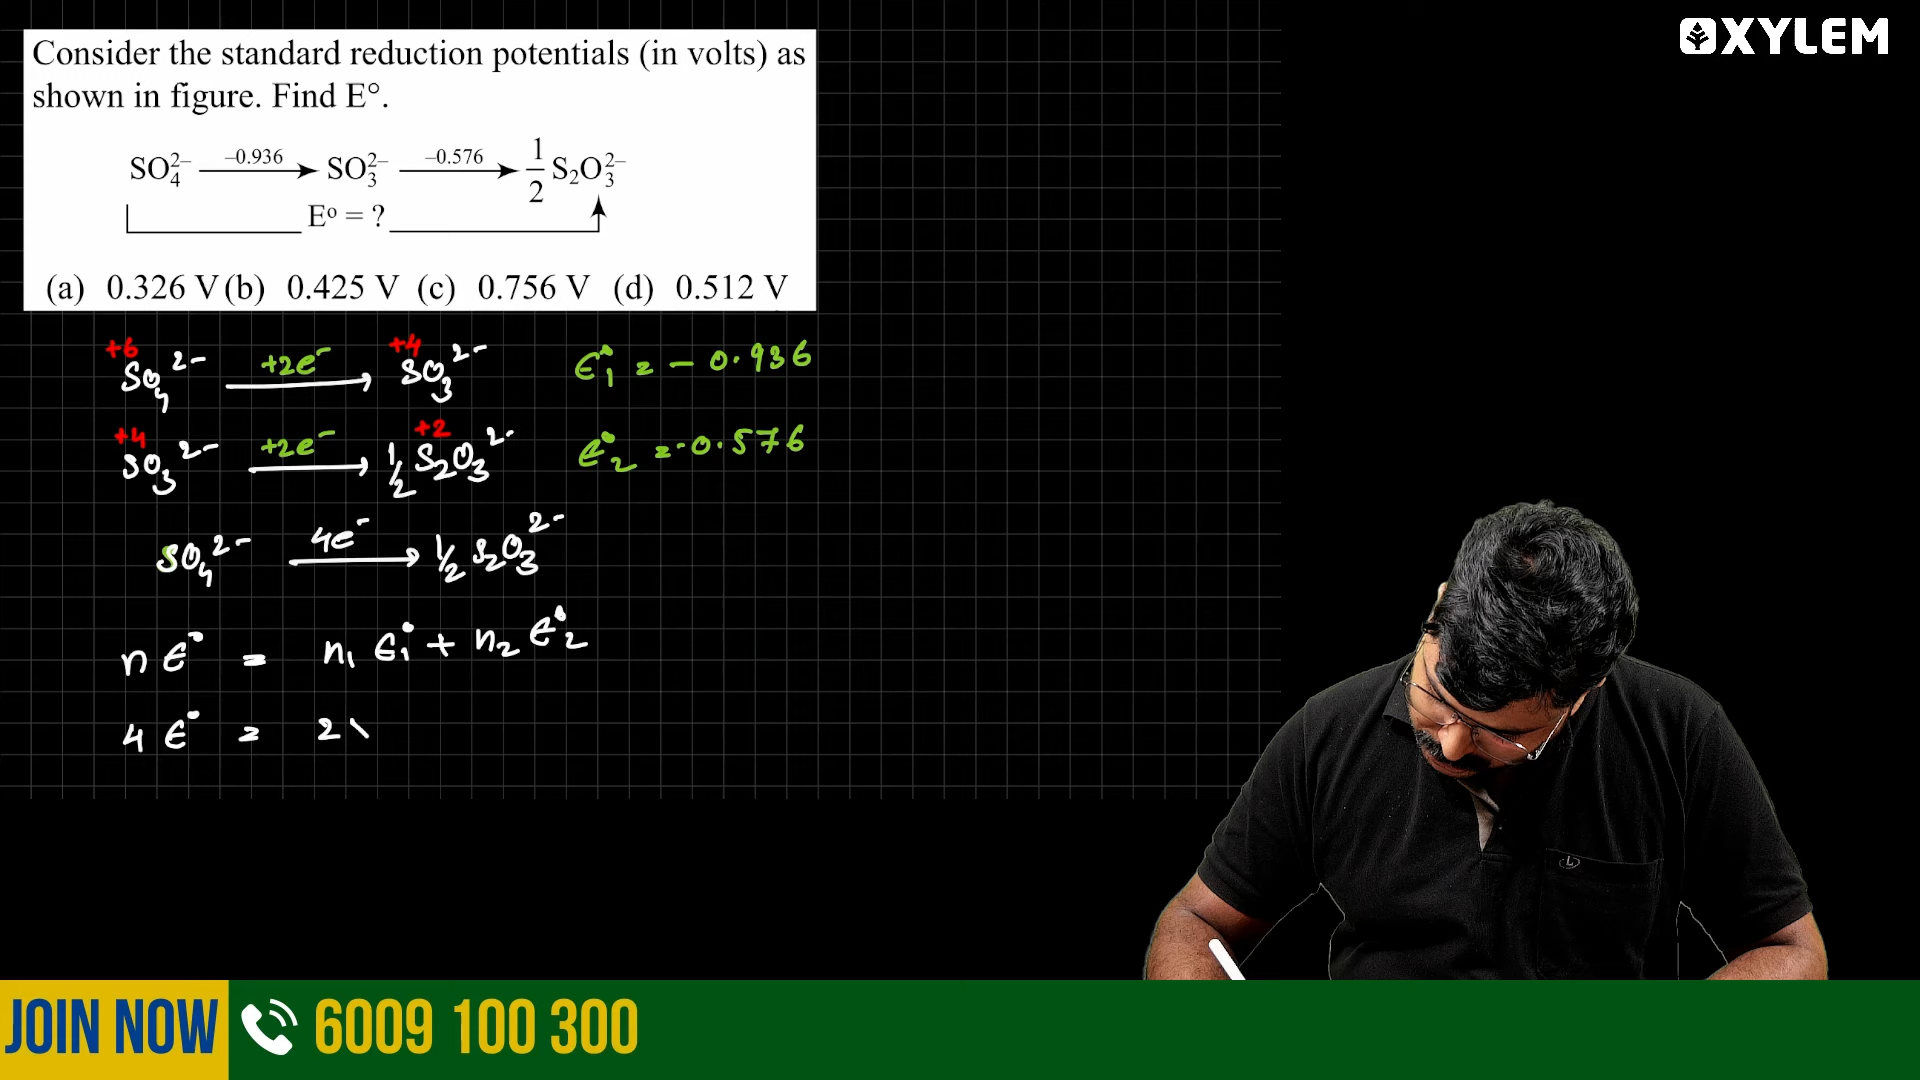 XYLEM
Consider the standard reduction potentials (in volts) as
shown in figure. Find E°.
SO₄²⁻ —–0.936→ SO₃²⁻ —–0.576→ 1/2 S₂O₃²⁻
E° = ?
(a) 0.326 V (b) 0.425 V (c) 0.756 V (d) 0.512 V
+6 +4
SO₄²⁻ —+2e⁻→ SO₃²⁻ E₁° = – 0.936
+4 +2
SO₃²⁻ —+2e⁻→ 1/2 S₂O₃²⁻ E₂° = -0.576
SO₄²⁻ —4e⁻→ 1/2 S₂O₃²⁻
n E° = n₁ E₁° + n₂ E₂°
4 E° = 2
JOIN NOW 6009 100 300